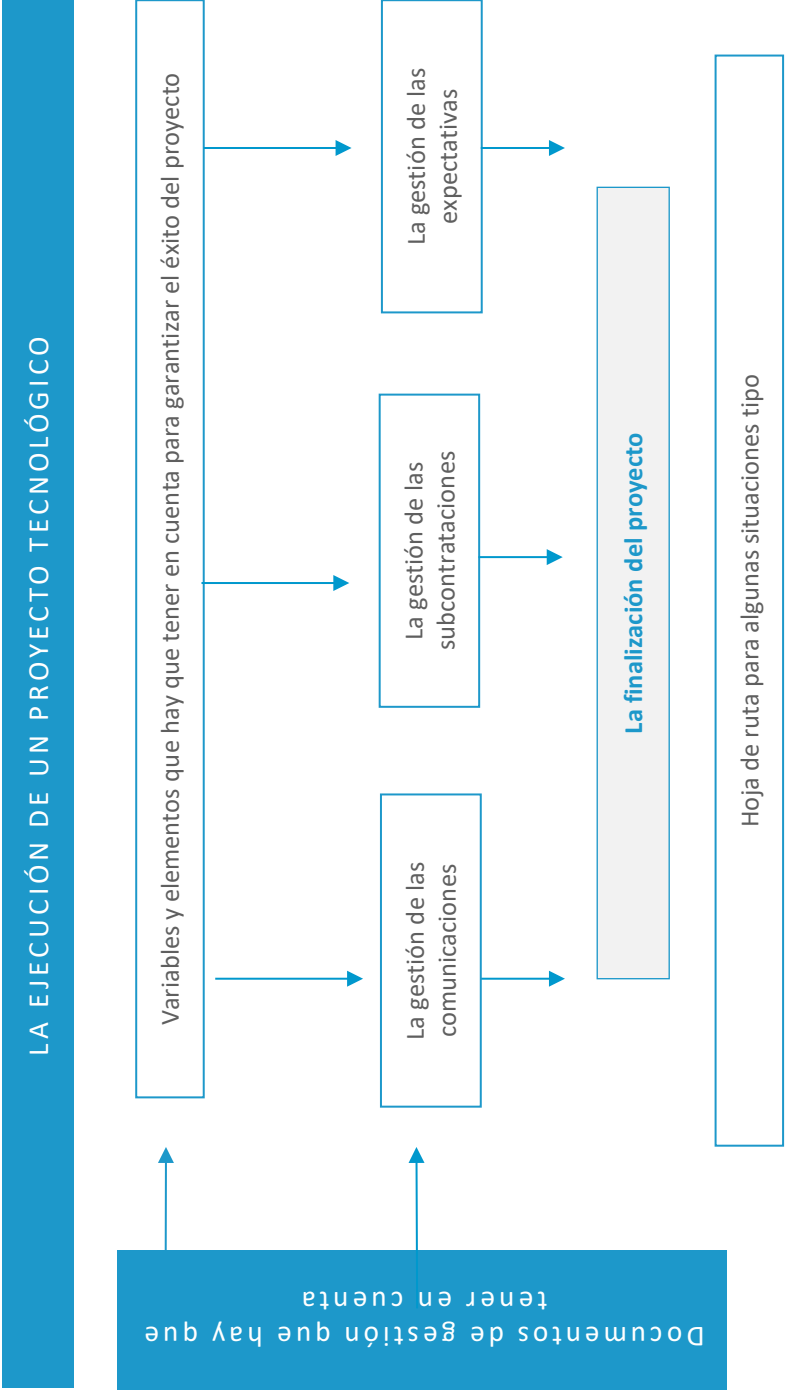 LA EJECUCIÓN DE UN PROYECTO TECNOLÓGICO
Documentos de gestión que hay que
tener en cuenta
Variables y elementos que hay que tener en cuenta para garantizar el éxito del proyecto
La gestión de las
comunicaciones
La gestión de las
subcontrataciones
La gestión de las
expectativas
La finalización del proyecto
Hoja de ruta para algunas situaciones tipo